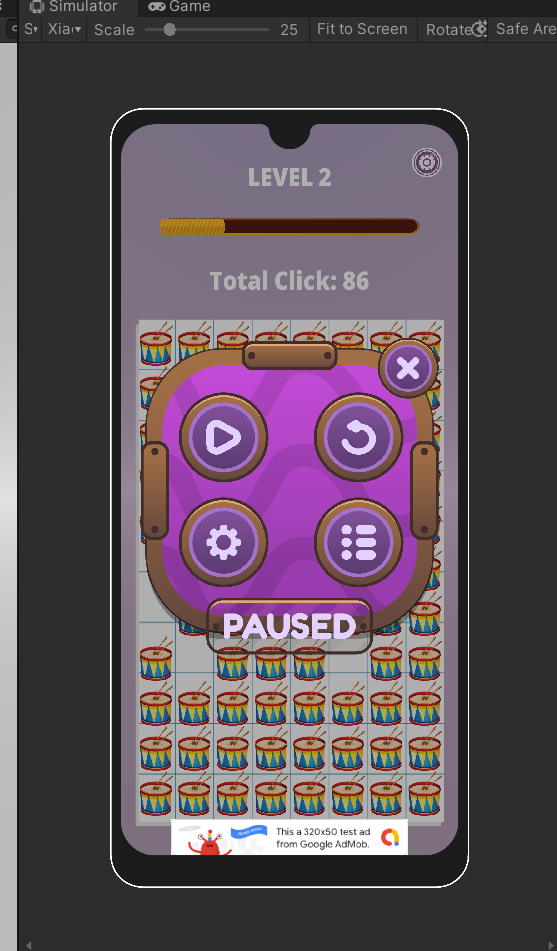 Simulator
Game
Scale
25
Fit to Screen
Rotate
Safe Are
LEVEL 2
Total Click: 86
PAUSED
This a 320x50 test ad
from Google AdMob.